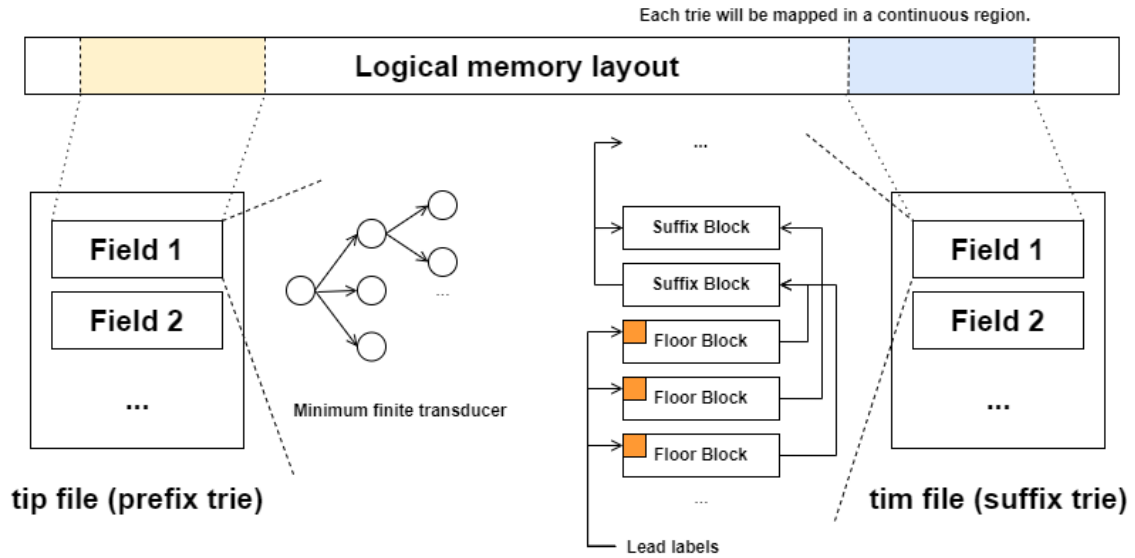 Each trie will be mapped in a continuous region.
Logical memory layout
Field 1
Field 2
...
tip file (prefix trie)
...
Minimum finite transducer
...
Suffix Block
Suffix Block
Floor Block
Floor Block
Floor Block
...
Lead labels
Field 1
Field 2
...
tim file (suffix trie)